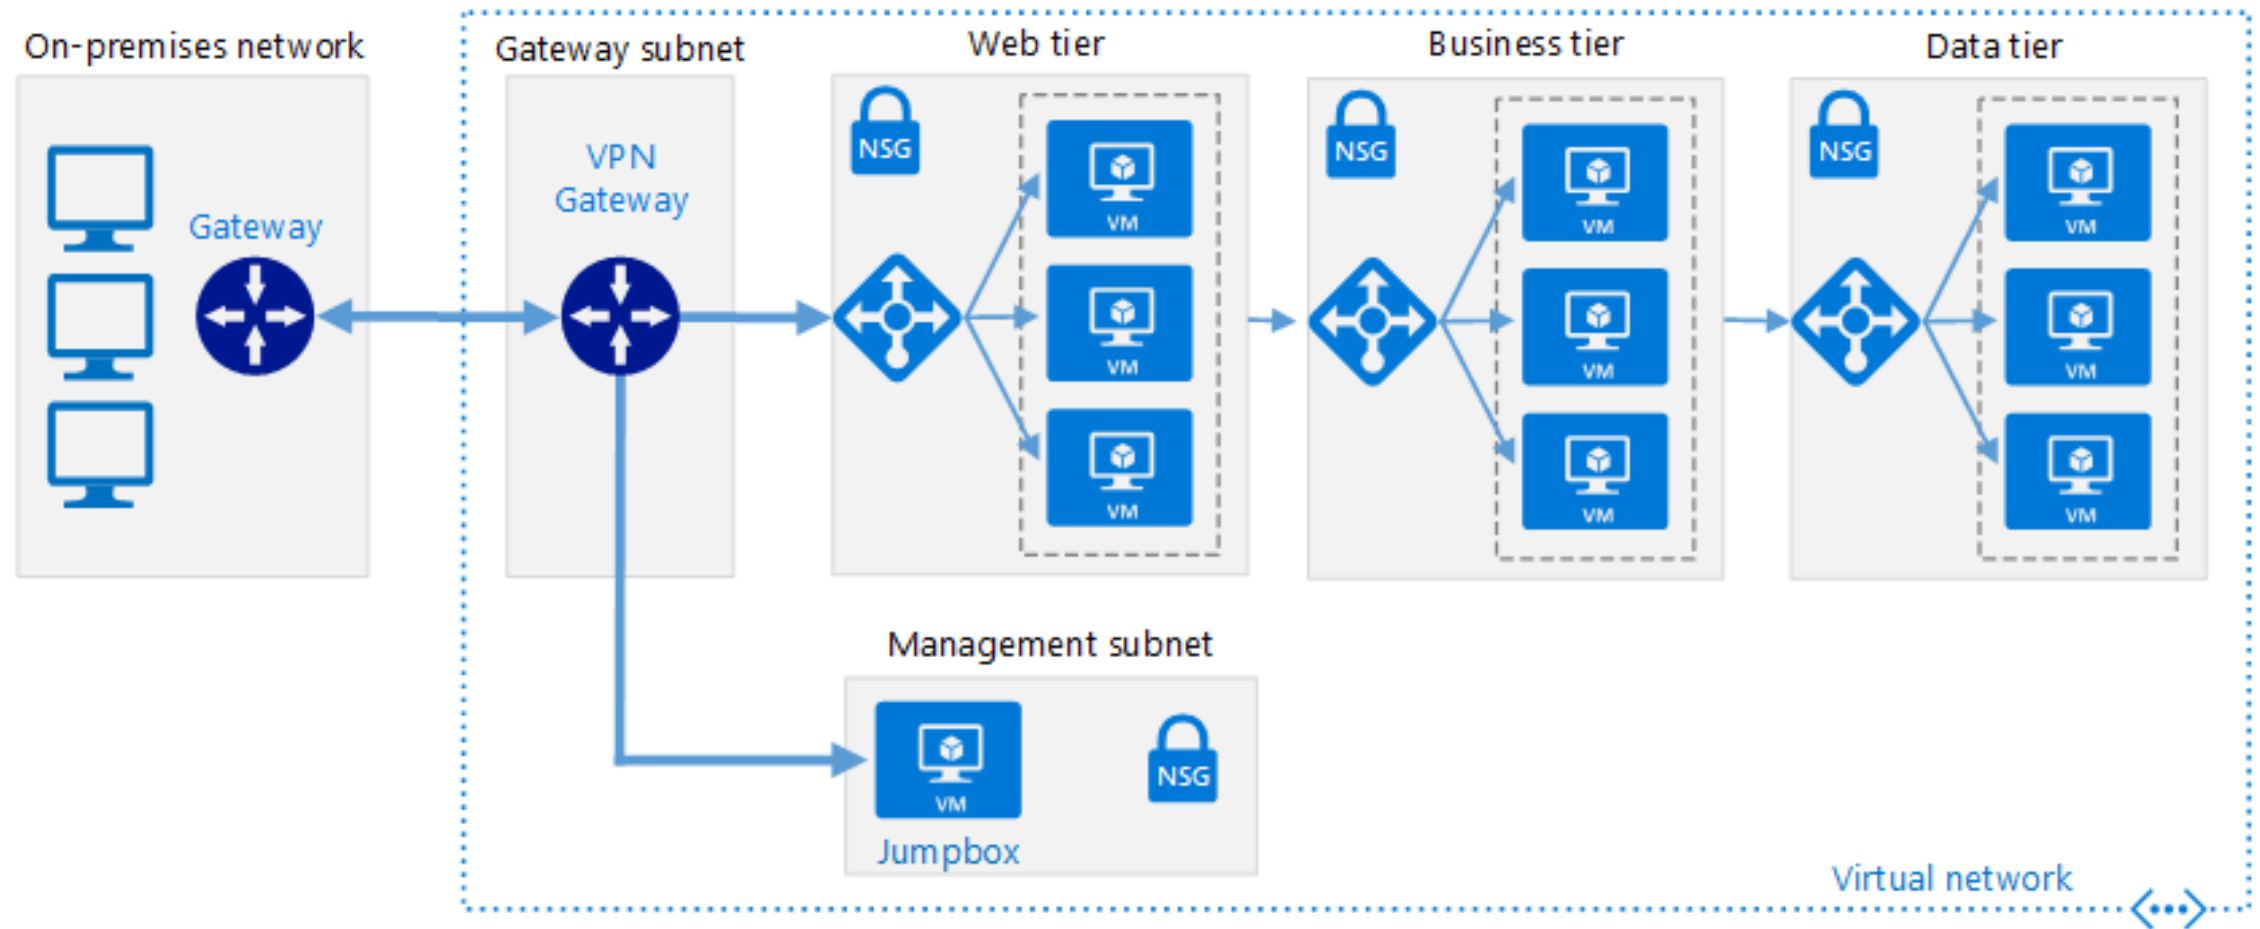 On-premises network
Gateway
Gateway subnet
VPN
Gateway
Web tier
NSG
VM
VM
VM
Business tier
NSG
VM
VM
VM
Data tier
NSG
VM
VM
VM
Management subnet
VM
Jumpbox
NSG
Virtual network